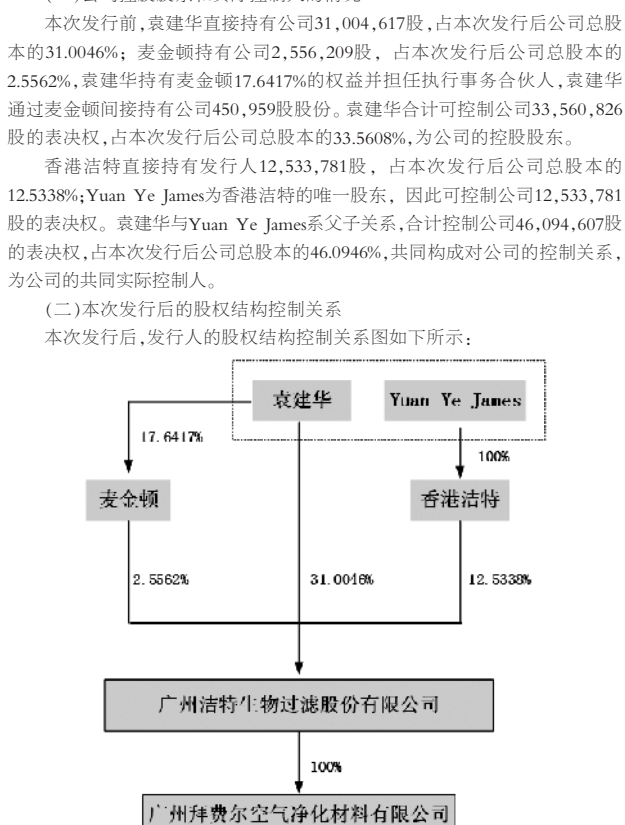 本次发行前,袁建华直接持有公司31,004,617股,占本次发行后公司总股
本的31.0046%;麦金顿持有公司2,556,209股,占本次发行后公司总股本的
2.5562%,袁建华持有麦金顿17.6417%的权益并担任执行事务合伙人,袁建华
通过麦金顿间接持有公司450,959股股份。袁建华合计可控制公司33,560,826
股的表决权,占本次发行后公司总股本的33.5608%,为公司的控股股东。
香港洁特直接持有发行人12,533,781股,占本次发行后公司总股本的
12.5338%;Yuan Ye James为香港洁特的唯一股东,因此可控制公司12,533,781
股的表决权。袁建华与Yuan Ye James系父子关系,合计控制公司46,094,607股
的表决权,占本次发行后公司总股本的46.0946%,共同构成对公司的控制关系,
为公司的共同实际控制人。
(二)本次发行后的股权结构控制关系
本次发行后,发行人的股权结构控制关系图如下所示:
袁建华 Yuan Ye James
17.6417%
100%
麦金顿 香港洁特
2.5562% 31.0046% 12.5338%
广州洁特生物过滤股份有限公司
100%
广州拜费尔空气净化材料有限公司